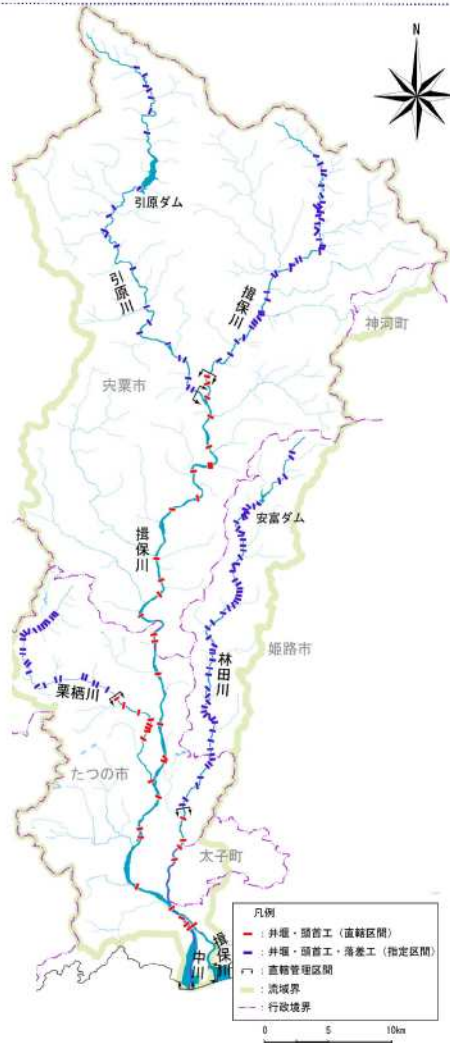 N
引原ダム
引原川
揖保川
神河町
宍粟市
安富ダム
揖保川
姫路市
林田川
栗栖川
たつの市
太子町
中川
揖保川
凡例
：井堰・頭首工（直轄区間）
：井堰・頭首工・落差工（指定区間）
：直轄管理区間
：流域界
：行政境界
0 5 10km